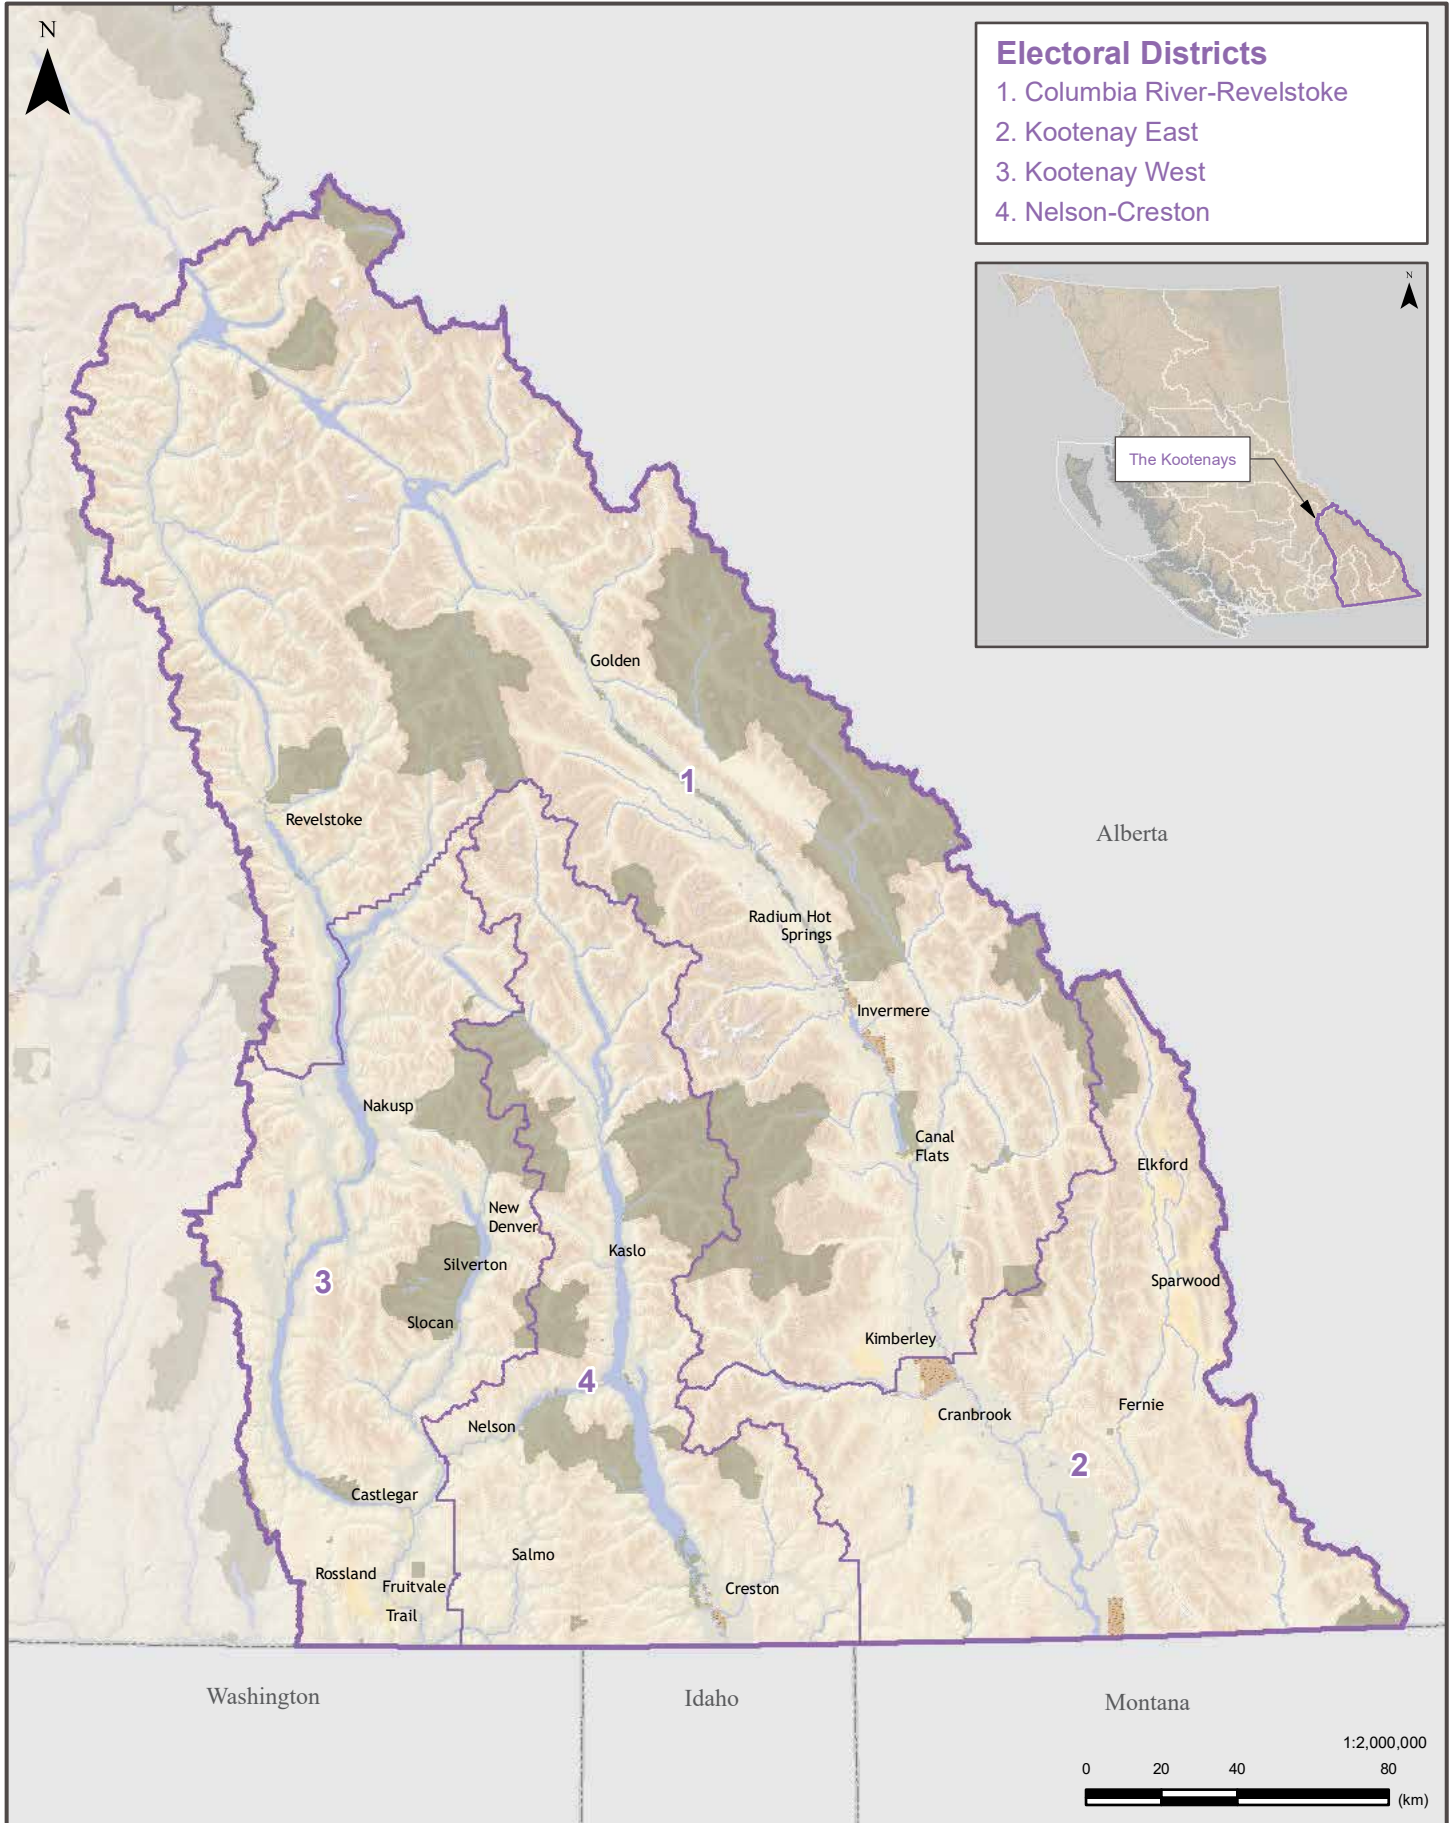 N
Electoral Districts
1. Columbia River-Revelstoke
2. Kootenay East
3. Kootenay West
4. Nelson-Creston
N
The Kootenays
Golden
1
Revelstoke
Alberta
Radium Hot
Springs
Invermere
Nakusp
Canal
Flats
Elkford
New
Denver
Kaslo
Silverton
3
Sparwood
Slocan
Kimberley
4
Nelson
Cranbrook
Fernie
2
Castlegar
Salmo
Rossland
Fruitvale
Creston
Trail
Washington
Idaho
Montana
1:2,000,000
0 20 40 80
(km)